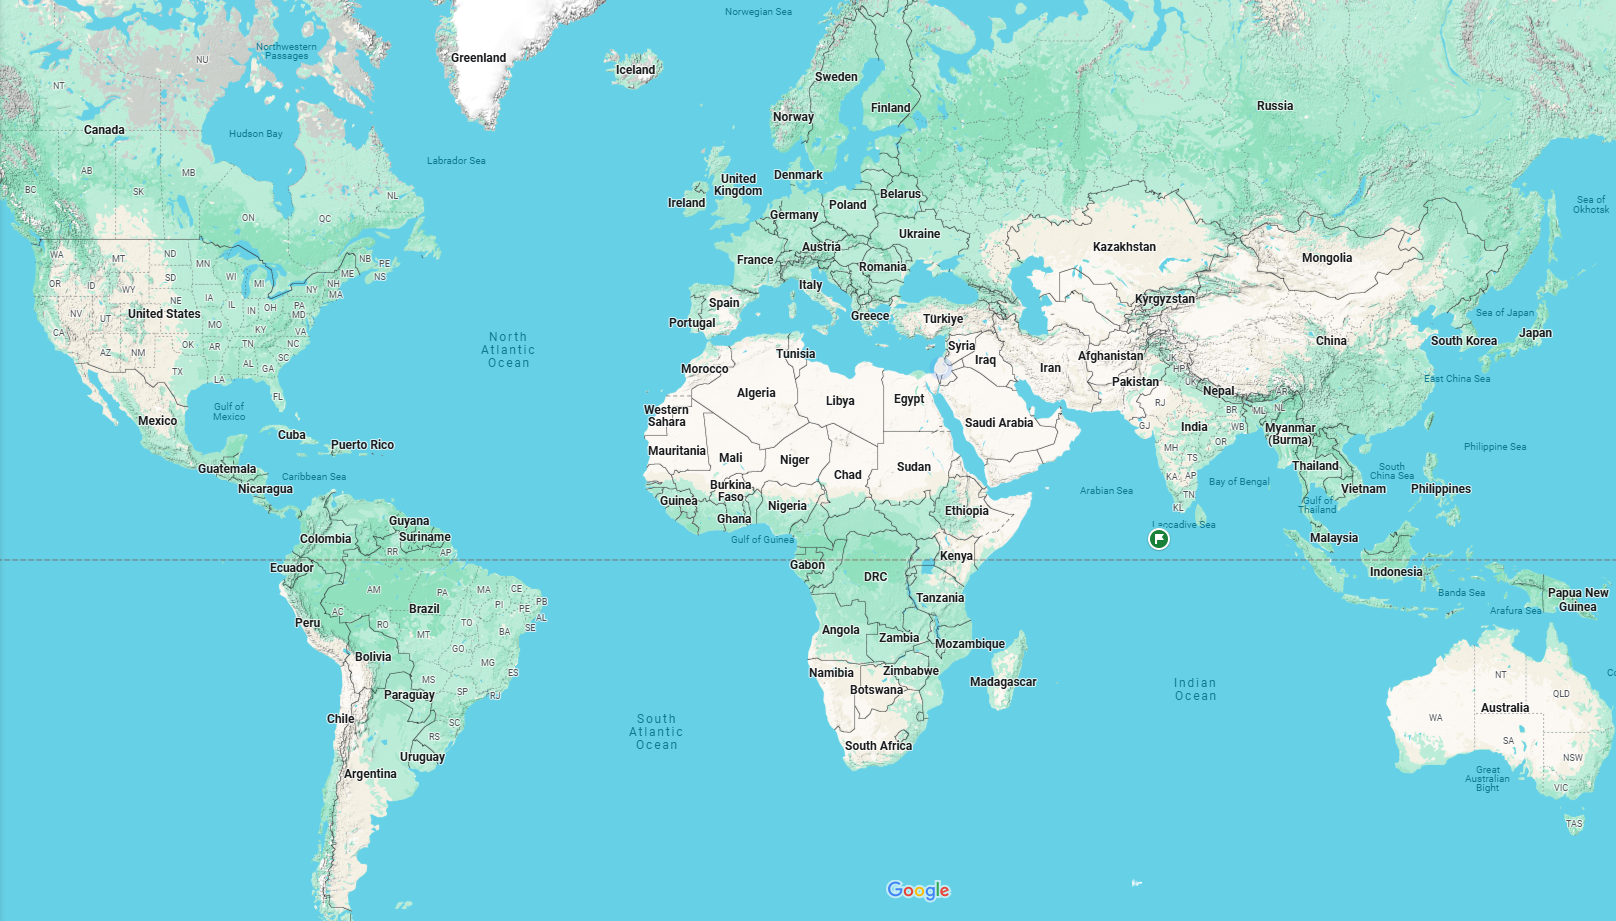 Norwegian Sea
Northwestern
Passages
NU
Greenland
Iceland
Sweden
NT
Finland
Russia
Norway
Canada
Hudson Bay
Labrador Sea
AB
MB
BC
SK
NL
United
Kingdom
Denmark
Ireland
Belarus
Poland
Germany
ON
QC
Sea of
Okhotsk
Ukraine
Kazakhstan
Austria
Mongolia
WA
MT
ND
MN
NB
PE
NS
France
Romania
OR
ID
WY
SD
WI
MI
ME
NH
MA
NY
Italy
Spain
Kyrgyzstan
NE
IA
IL
IN
OH
PA
MD
NV
UT
United States
MO
KY
VA
CA
Portugal
Greece
Türkiye
Sea of Japan
Japan
South Korea
China
North
Atlantic
Ocean
AZ
NM
OK
AR
TN
NC
SC
AL
GA
TX
LA
FL
Tunisia
Syria
Iraq
Iran
Afghanistan
UK
HP
UK
Morocco
Algeria
Libya
Egypt
Pakistan
Nepal
AR
East China Sea
Gulf of
Mexico
Mexico
Cuba
Puerto Rico
Western
Sahara
Saudi Arabia
RJ
GJ
India
BR
WB
ML
NL
OR
Myanmar
(Burma)
Philippine Sea
Mauritania
Mali
Niger
Chad
Sudan
MH
TS
KA
AP
TN
KL
Thailand
South
China Sea
Guatemala
Caribbean Sea
Nicaragua
Burkina
Faso
Guinea
Ghana
Nigeria
Ethiopia
Arabian Sea
Bay of Bengal
Vietnam
Philippines
Gulf of
Thailand
Laccadive Sea
Guyana
Suriname
Colombia
RR
AP
Gulf of Guinea
Kenya
Malaysia
Ecuador
Gabon
DRC
Indonesia
AM
PA
MA
CE
PI
PB
PE
AL
SE
AC
Brazil
Tanzania
Banda Sea
Arafura Sea
Papua New
Guinea
Peru
RO
MT
TO
BA
Angola
Zambia
Mozambique
Bolivia
GO
MG
ES
MS
SP
RJ
Namibia
Zimbabwe
Botswana
Madagascar
Indian
Ocean
NT
QLD
Paraguay
Chile
SC
RS
South
Atlantic
Ocean
South Africa
WA
Australia
SA
NSW
Uruguay
Argentina
Great
Australian
Bight
VIC
TAS
Google